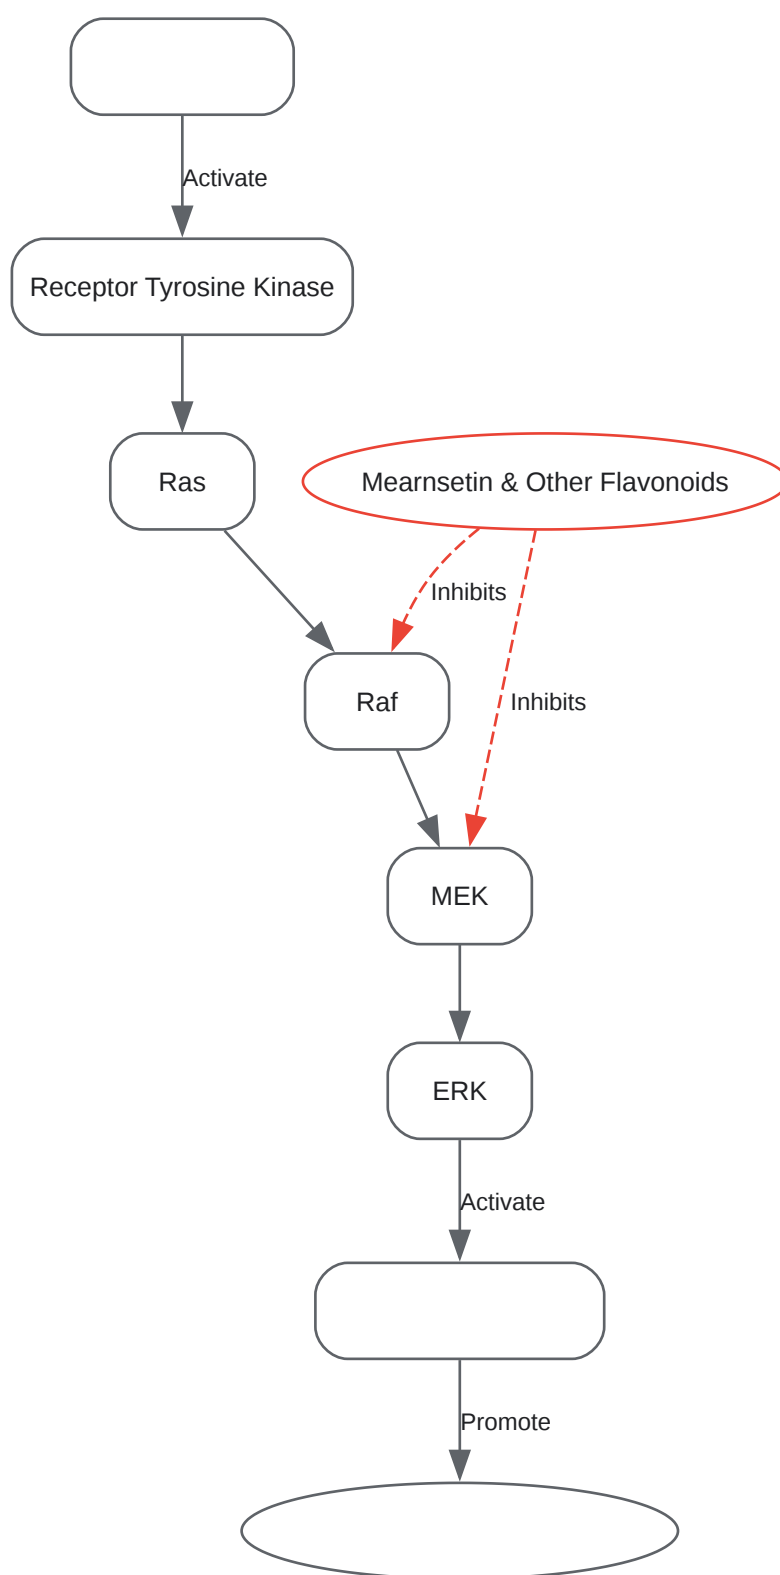 Activate
Receptor Tyrosine Kinase
Ras
Mearnsetin & Other Flavonoids
Inhibits
Raf
Inhibits
MEK
ERK
Activate
Promote